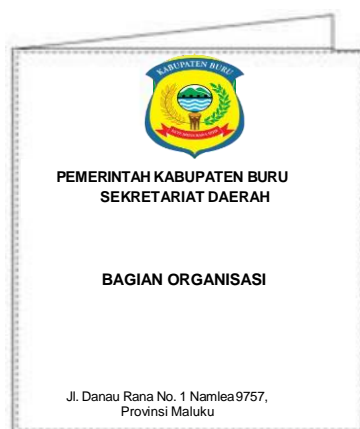 KABUPATEN BURU
PEMERINTAH KABUPATEN BURU
SEKRETARIAT DAERAH
BAGIAN ORGANISASI
Jl. Danau Rana No. 1 Namlea 9757,
Provinsi Maluku